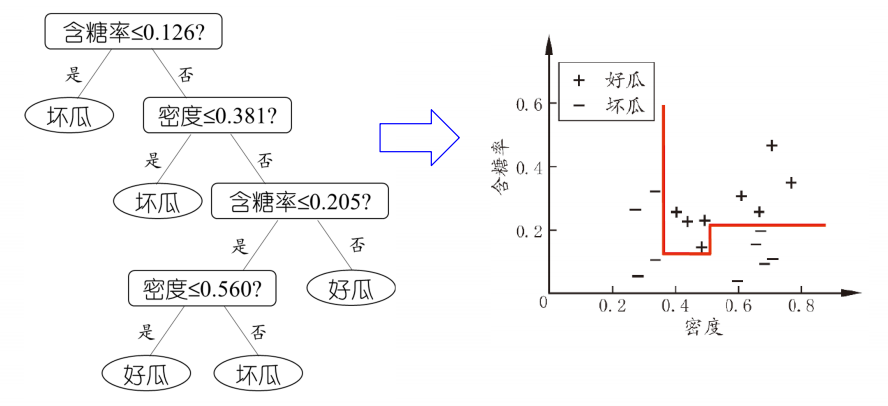 含糖率≤0.126?
是
否
坏瓜
密度≤0.381?
是
否
坏瓜
含糖率≤0.205?
是
否
密度≤0.560?
好瓜
是
否
好瓜
坏瓜
+ 好瓜
− 坏瓜
含糖率
0.6
0.4
0.2
0
0.2
0.4
0.6
0.8
密度